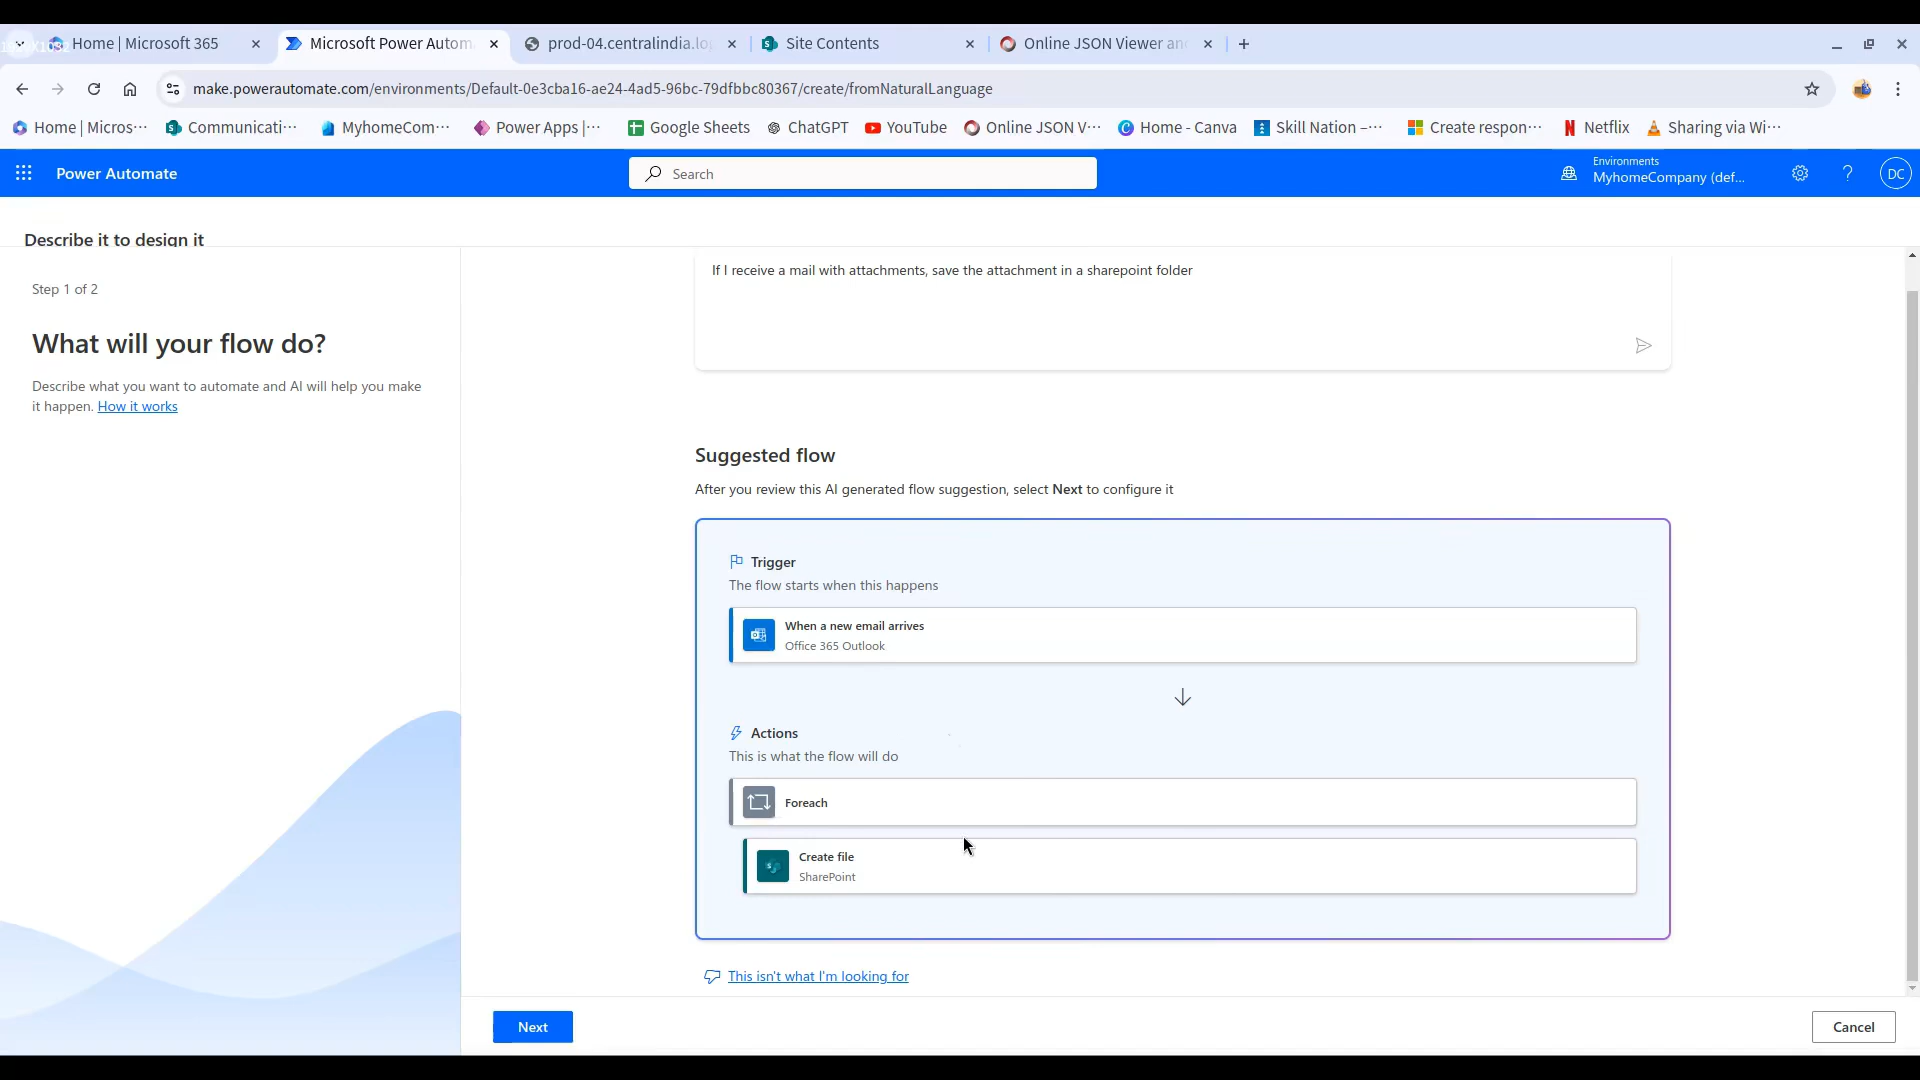 Home | Microsoft 365
Microsoft Power Autom
prod-04.centralindia.lo
Site Contents
Online JSON Viewer an
make.powerautomate.com/environments/Default-0e3cba16-ae24-4ad5-96bc-79dfbbc80367/create/fromNaturalLanguage
Home | Micros···
Communicati···
MyhomeCom···
Power Apps |···
Google Sheets
ChatGPT
YouTube
Online JSON V···
Home - Canva
Skill Nation –···
Create respon···
Netflix
Sharing via Wi···
Power Automate
Search
Environments
MyhomeCompany (def...
DC
Describe it to design it
Step 1 of 2
What will your flow do?
Describe what you want to automate and AI will help you make
it happen. How it works
If I receive a mail with attachments, save the attachment in a sharepoint folder
Suggested flow
After you review this AI generated flow suggestion, select Next to configure it
Trigger
The flow starts when this happens
When a new email arrives
Office 365 Outlook
Actions
This is what the flow will do
Foreach
Create file
SharePoint
This isn't what I'm looking for
Next
Cancel